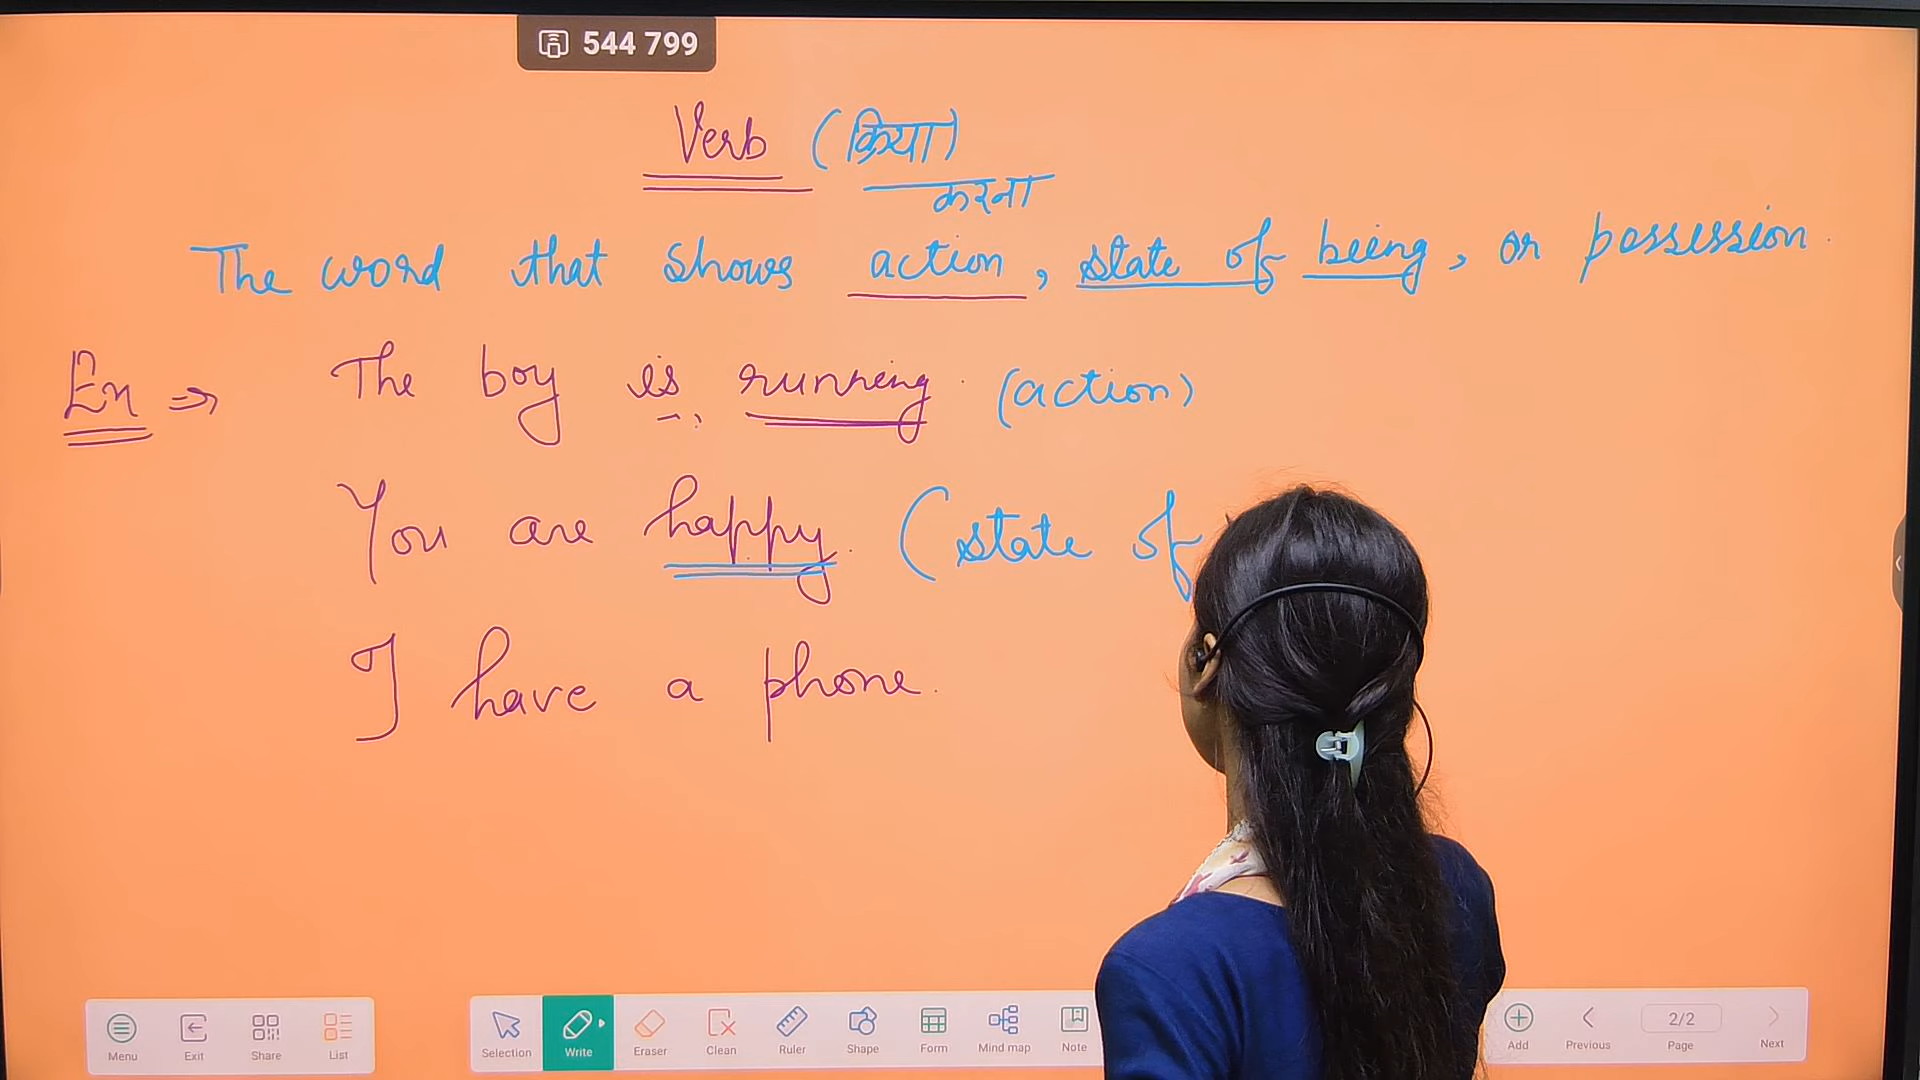 544 799
Verb (क्रिया)
करना
The word that shows action, state of being, or possession.
Ex ⇒ The boy is running. (action)
You are happy. (state of
I have a phone.
Menu Exit Share List Selection Write Eraser Clean Ruler Shape Form Mind map Note Add Previous 2/2 Page Next